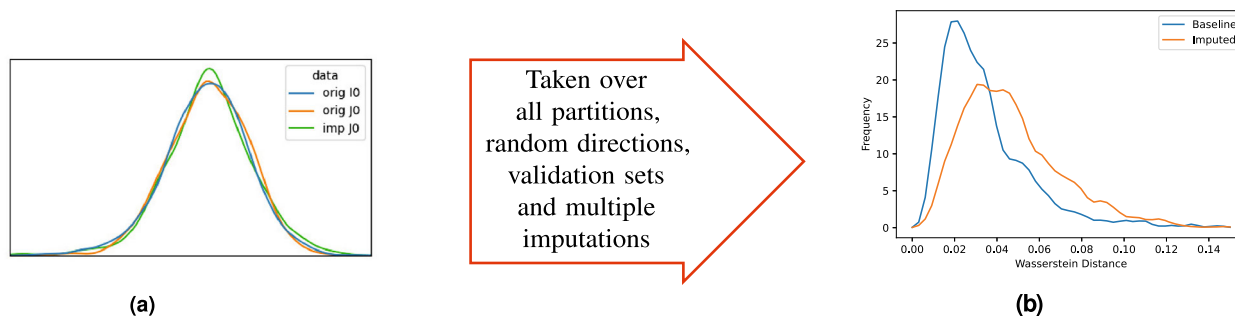 data
orig I0
orig J0
imp J0
(a)
Taken over
all partitions,
random directions,
validation sets
and multiple
imputations
Baseline
Imputed
Frequency
25
20
15
10
5
0
0.00 0.02 0.04 0.06 0.08 0.10 0.12 0.14
Wasserstein Distance
(b)